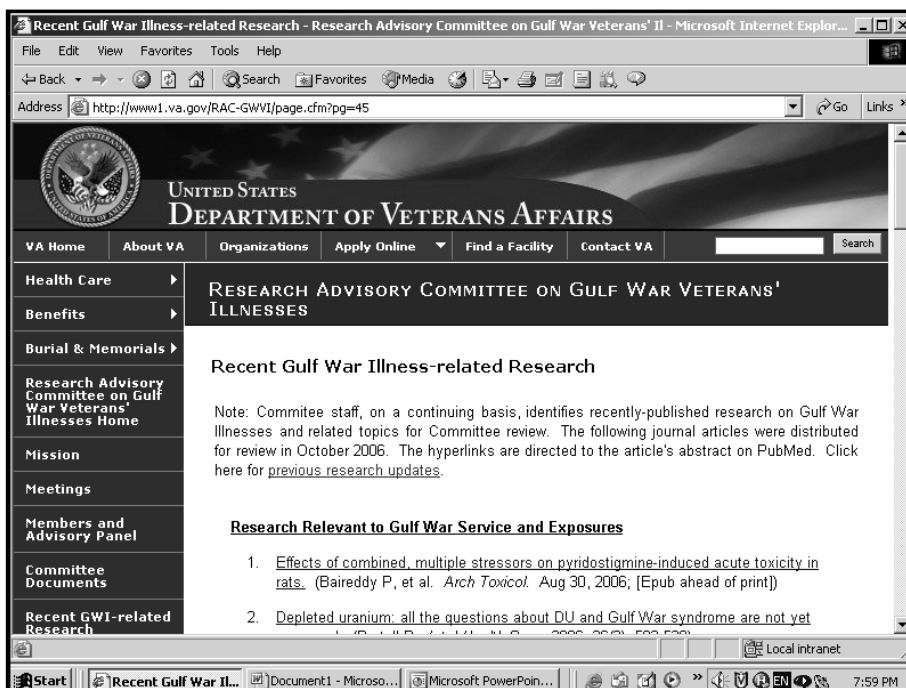 Recent Gulf War Illness-related Research - Research Advisory Committee on Gulf War Veterans' Il - Microsoft Internet Explor...
File Edit View Favorites Tools Help
Back Search Favorites Media
Address http://www1.va.gov/RAC-GWVI/page.cfm?pg=45 Go Links »
UNITED STATES
DEPARTMENT OF VETERANS AFFAIRS
VA Home About VA Organizations Apply Online Find a Facility Contact VA Search
Health Care
Benefits
Burial & Memorials
Research Advisory
Committee on Gulf
War Veterans'
Illnesses Home
Mission
Meetings
Members and
Advisory Panel
Committee
Documents
Recent GWI-related
Research
RESEARCH ADVISORY COMMITTEE ON GULF WAR VETERANS'
ILLNESSES
Recent Gulf War Illness-related Research
Note: Commitee staff, on a continuing basis, identifies recently-published research on Gulf War
Illnesses and related topics for Committee review. The following journal articles were distributed
for review in October 2006. The hyperlinks are directed to the article's abstract on PubMed. Click
here for previous research updates.
Research Relevant to Gulf War Service and Exposures
1. Effects of combined, multiple stressors on pyridostigmine-induced acute toxicity in
rats. (Baireddy P, et al. Arch Toxicol. Aug 30, 2006; [Epub ahead of print])
2. Depleted uranium: all the questions about DU and Gulf War syndrome are not yet
Local intranet
Start Recent Gulf War Il... Document1 - Microso... Microsoft PowerPoin... » EN 7:59 PM